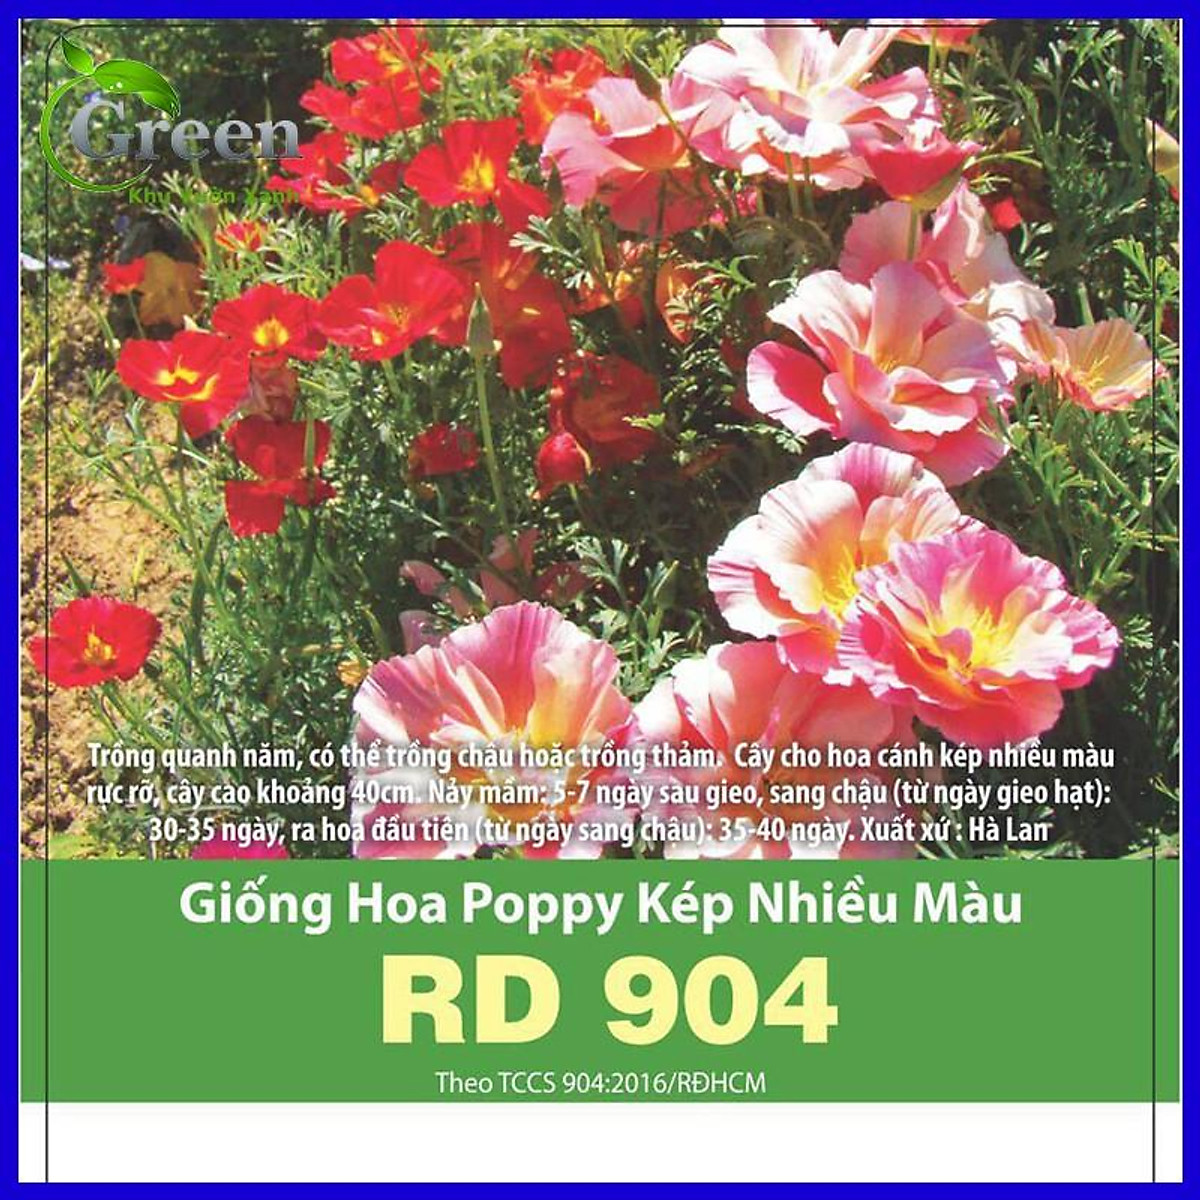 Green
Khu Vườn Xanh
Trồng quanh năm, có thể trồng chậu hoặc trồng thảm. Cây cho hoa cánh kép nhiều màu
rực rỡ, cây cao khoảng 40cm. Nảy mầm: 5-7 ngày sau gieo, sang chậu (từ ngày gieo hạt):
30-35 ngày, ra hoa đầu tiên (từ ngày sang chậu): 35-40 ngày. Xuất xứ : Hà Lan
Giống Hoa Poppy Kép Nhiều Màu
RD 904
Theo TCCS 904:2016/RĐHCM